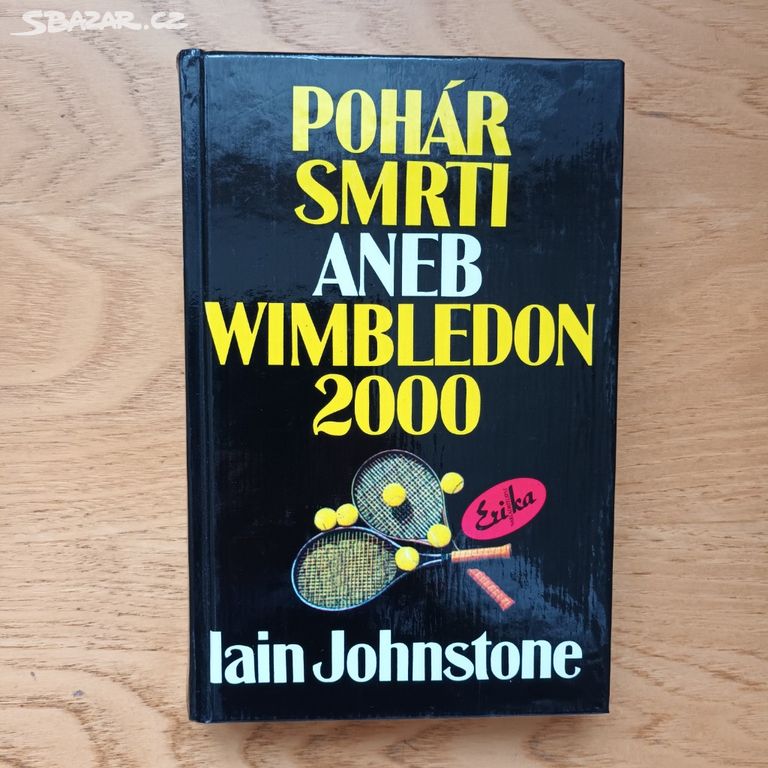 SBAZAR.CZ
POHÁR
SMRTI
ANEB
WIMBLEDON
2000
Erika
Iain Johnstone